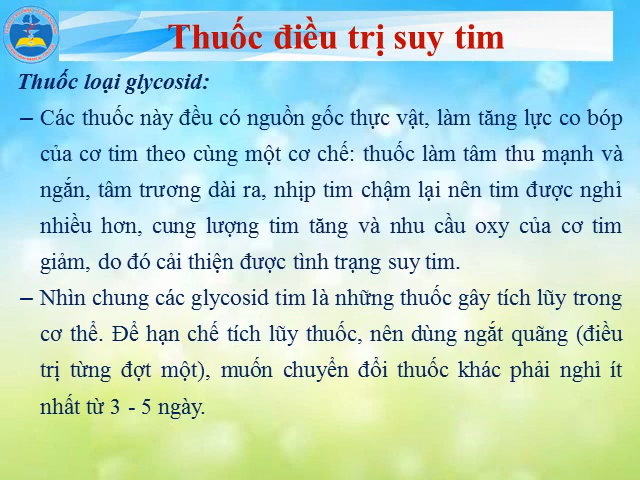 Thuốc điều trị suy tim
Thuốc loại glycosid:
– Các thuốc này đều có nguồn gốc thực vật, làm tăng lực co bóp
của cơ tim theo cùng một cơ chế: thuốc làm tâm thu mạnh và
ngắn, tâm trương dài ra, nhịp tim chậm lại nên tim được nghỉ
nhiều hơn, cung lượng tim tăng và nhu cầu oxy của cơ tim
giảm, do đó cải thiện được tình trạng suy tim.
– Nhìn chung các glycosid tim là những thuốc gây tích lũy trong
cơ thể. Để hạn chế tích lũy thuốc, nên dùng ngắt quãng (điều
trị từng đợt một), muốn chuyển đổi thuốc khác phải nghỉ ít
nhất từ 3 - 5 ngày.